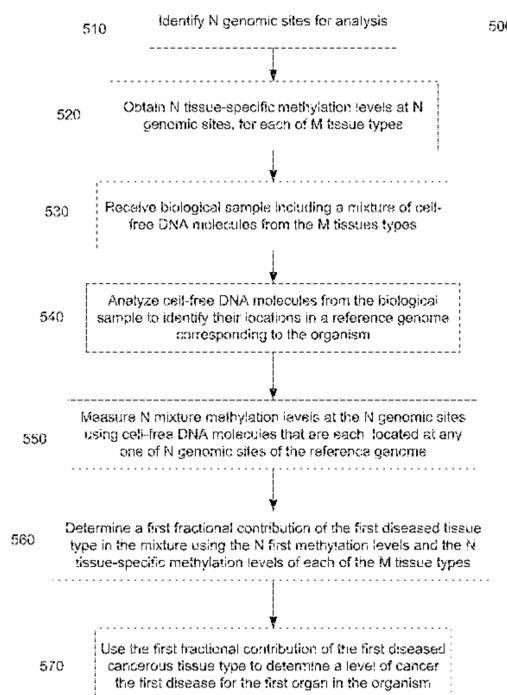 510
Identify N genomic sites for analysis
500
520
Obtain N tissue-specific methylation levels at N
genomic sites, for each of M tissue types
530
Receive biological sample including a mixture of cell-
free DNA molecules from the M tissues types
540
Analyze cell-free DNA molecules from the biological
sample to identify their locations in a reference genome
corresponding to the organism
550
Measure N mixture methylation levels at the N genomic sites
using cell-free DNA molecules that are each located at any
one of N genomic sites of the reference genome
560
Determine a first fractional contribution of the first diseased tissue
type in the mixture using the N first methylation levels and the N
tissue-specific methylation levels of each of the M tissue types
570
Use the first fractional contribution of the first diseased
cancerous tissue type to determine a level of cancer
the first disease for the first organ in the organism